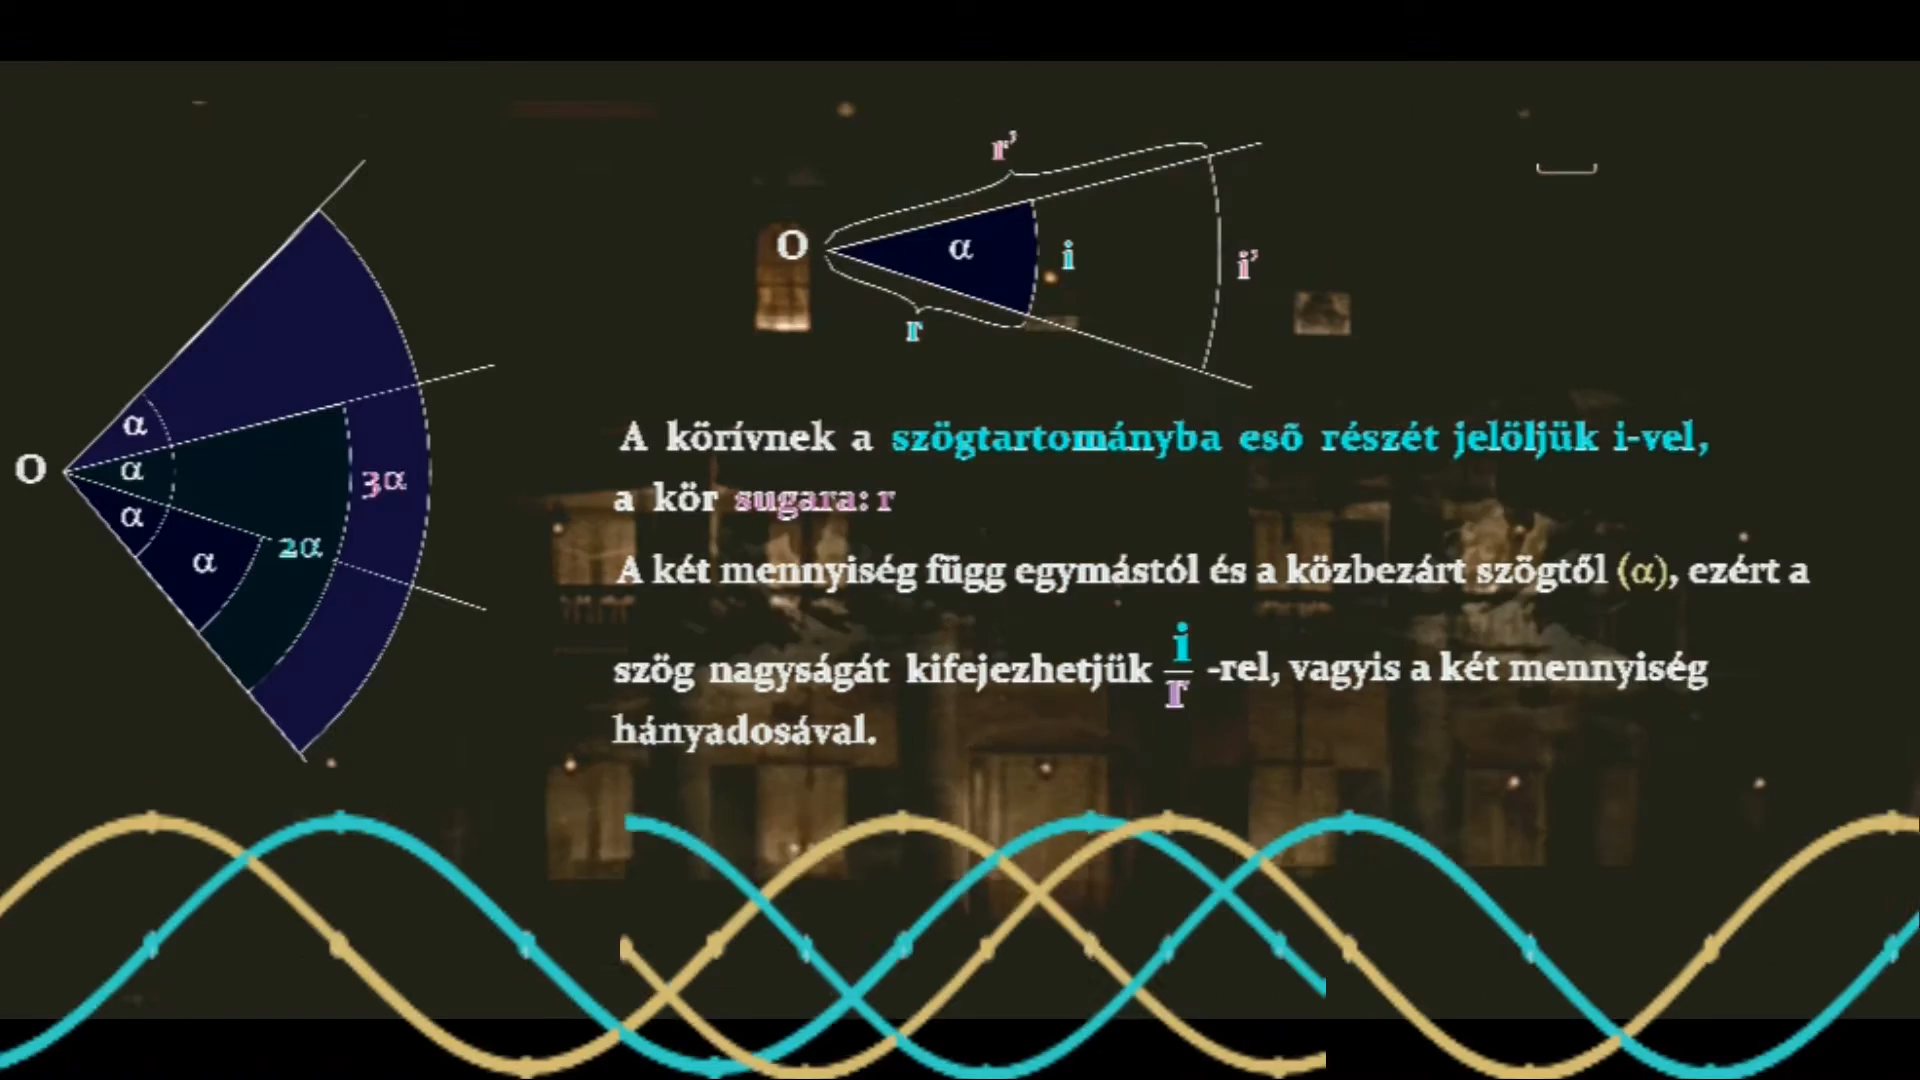 r’
O
α
i
i’
r
α
α
α
O
α
2α
3α
A körívnek a szögtartományba eső részét jelöljük i-vel,
a kör sugara: r
A két mennyiség függ egymástól és a közbezárt szögtől (α), ezért a
szög nagyságát kifejezhetjük i/r -rel, vagyis a két mennyiség
hányadosával.